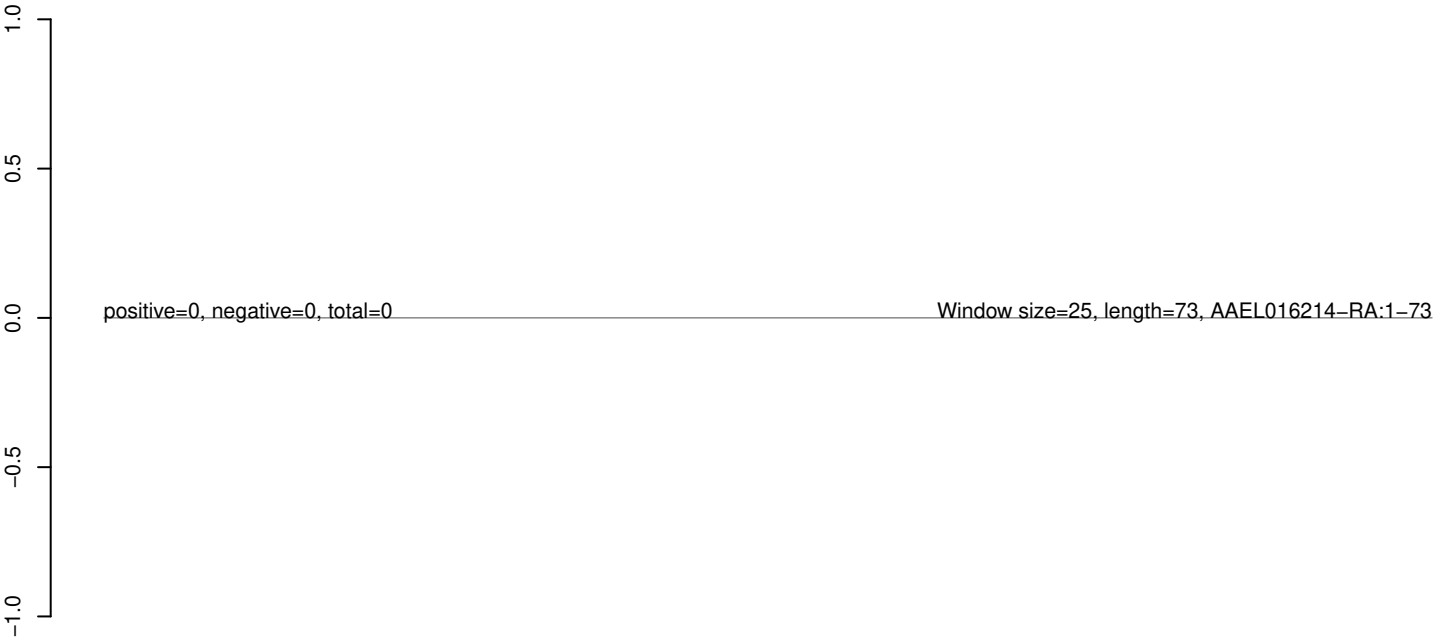 1.0
0.5
0.0
−0.5
−1.0
positive=0, negative=0, total=0
Window size=25, length=73, AAEL016214−RA:1−73